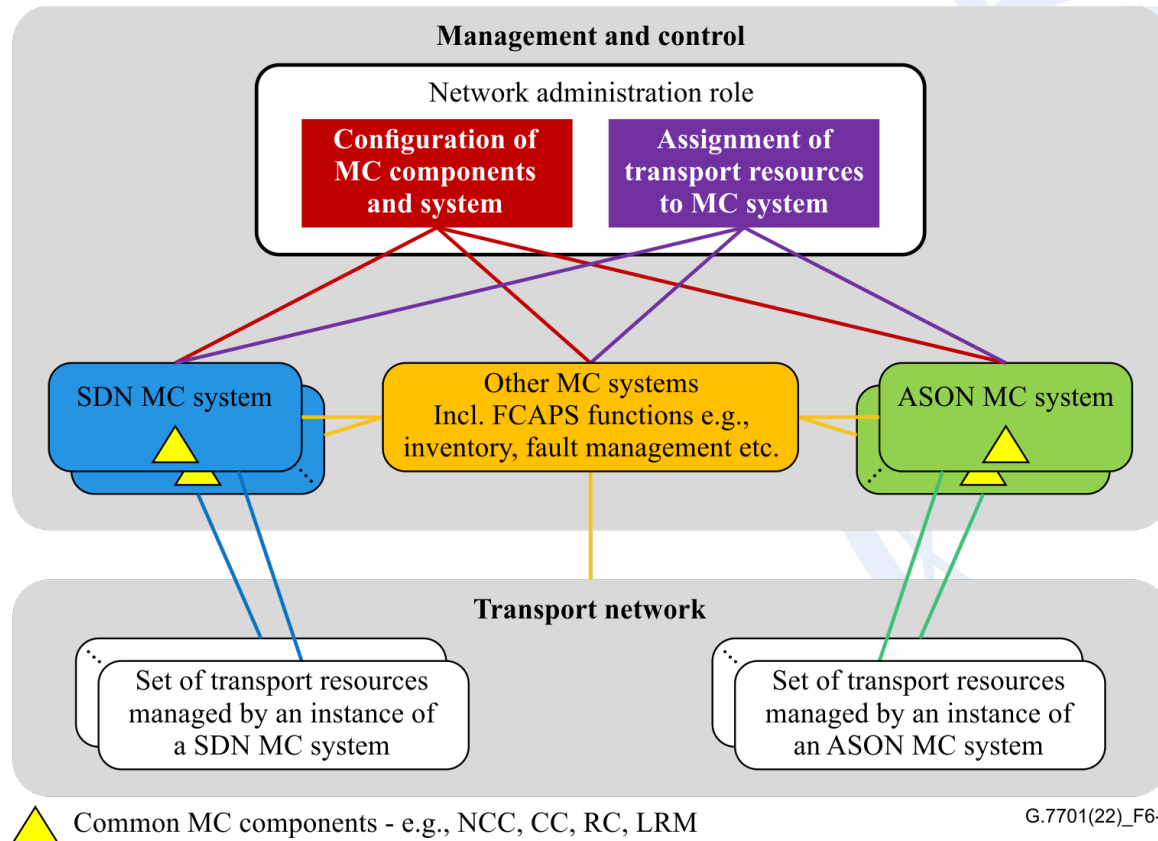 Management and control
Network administration role
Configuration of
MC components
and system
Assignment of
transport resources
to MC system
SDN MC system
Other MC systems
Incl. FCAPS functions e.g.,
inventory, fault management etc.
ASON MC system
Transport network
Set of transport resources
managed by an instance of
a SDN MC system
Set of transport resources
managed by an instance of
an ASON MC system
Common MC components - e.g., NCC, CC, RC, LRM
G.7701(22)_F6-